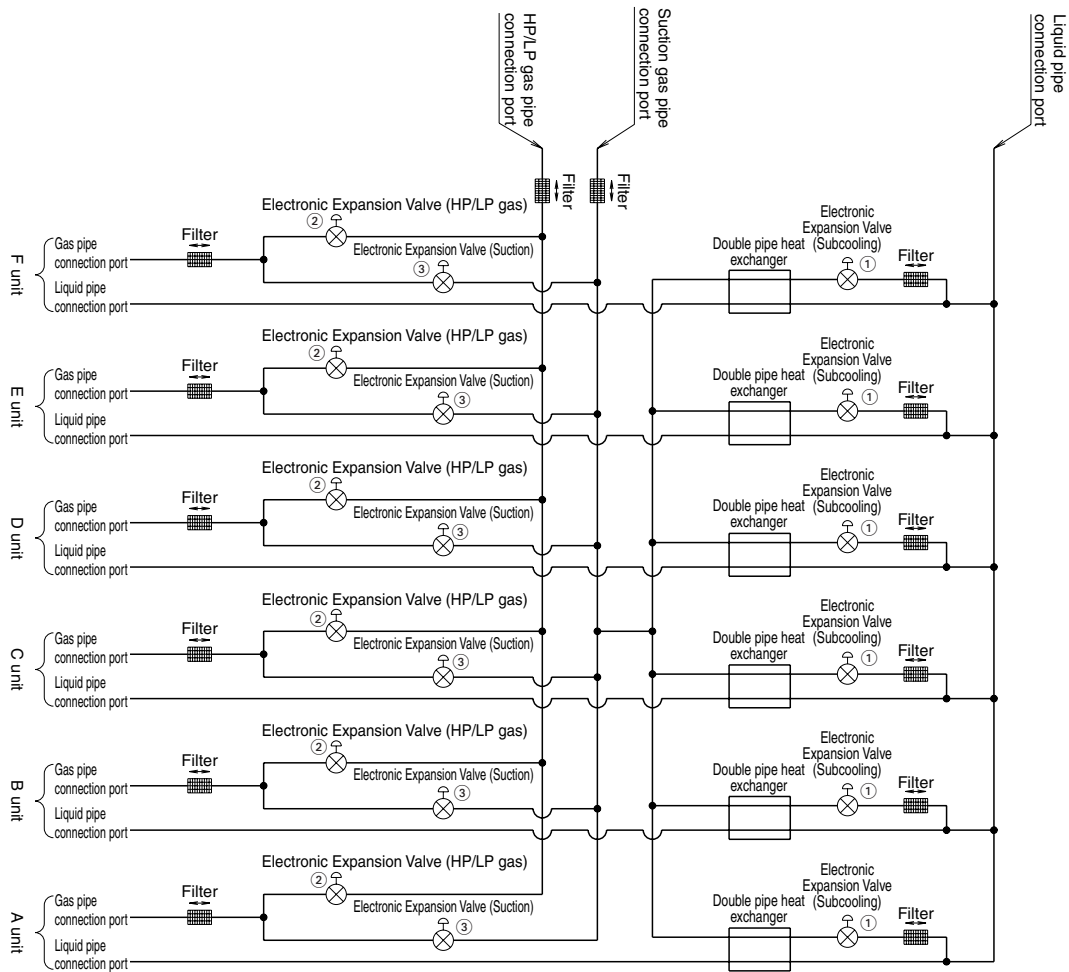 HP/LP gas pipe
connection port
Suction gas pipe
connection port
Liquid pipe
connection port
Filter
Filter
Electronic Expansion Valve (HP/LP gas)
②
Filter
Electronic Expansion Valve (Suction)
③
Gas pipe
connection port
Liquid pipe
connection port
F unit
Double pipe heat
exchanger
Electronic
Expansion Valve
(Subcooling)
①
Filter
Electronic Expansion Valve (HP/LP gas)
②
Filter
Electronic Expansion Valve (Suction)
③
Gas pipe
connection port
Liquid pipe
connection port
E unit
Double pipe heat
exchanger
Electronic
Expansion Valve
(Subcooling)
①
Filter
Electronic Expansion Valve (HP/LP gas)
②
Filter
Electronic Expansion Valve (Suction)
③
Gas pipe
connection port
Liquid pipe
connection port
D unit
Double pipe heat
exchanger
Electronic
Expansion Valve
(Subcooling)
①
Filter
Electronic Expansion Valve (HP/LP gas)
②
Filter
Electronic Expansion Valve (Suction)
③
Gas pipe
connection port
Liquid pipe
connection port
C unit
Double pipe heat
exchanger
Electronic
Expansion Valve
(Subcooling)
①
Filter
Electronic Expansion Valve (HP/LP gas)
②
Filter
Electronic Expansion Valve (Suction)
③
Gas pipe
connection port
Liquid pipe
connection port
B unit
Double pipe heat
exchanger
Electronic
Expansion Valve
(Subcooling)
①
Filter
Electronic Expansion Valve (HP/LP gas)
②
Filter
Electronic Expansion Valve (Suction)
③
Gas pipe
connection port
Liquid pipe
connection port
A unit
Double pipe heat
exchanger
Electronic
Expansion Valve
(Subcooling)
①
Filter